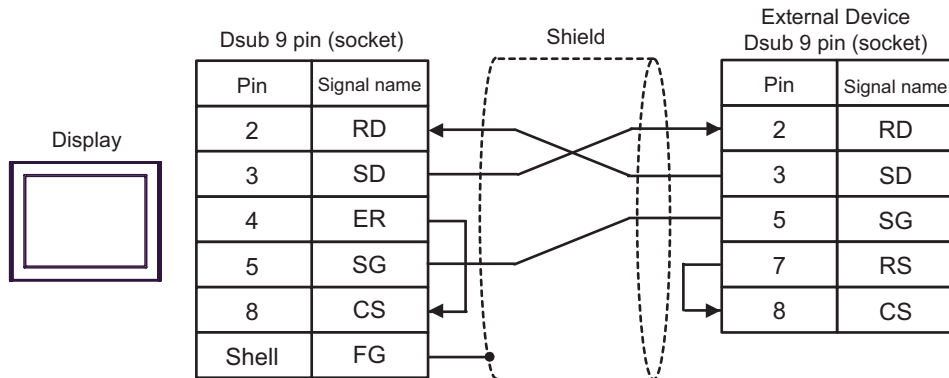 Display
Dsub 9 pin (socket)
Pin Signal name
2 RD
3 SD
4 ER
5 SG
8 CS
Shell FG
Shield
External Device
Dsub 9 pin (socket)
Pin Signal name
2 RD
3 SD
5 SG
7 RS
8 CS